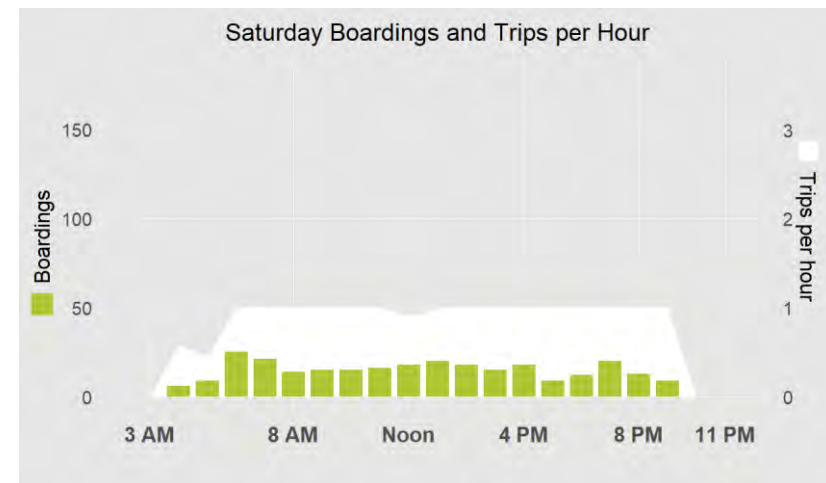 Saturday Boardings and Trips per Hour
150
100
50
0
Boardings
3
2
1
0
Trips per hour
3 AM 8 AM Noon 4 PM 8 PM 11 PM